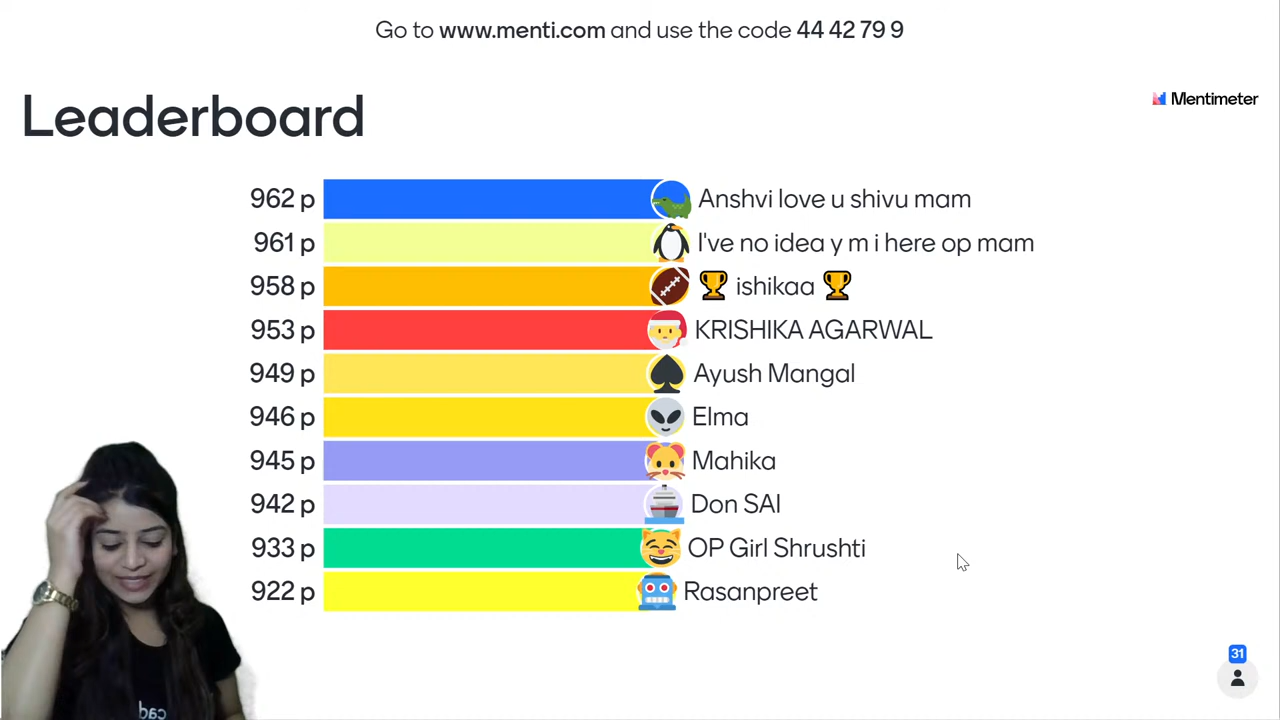 Go to www.menti.com and use the code 44 42 79 9
Leaderboard
Mentimeter
962 p Anshvi love u shivu mam
961 p I've no idea y m i here op mam
958 p 🏆 ishikaa 🏆
953 p KRISHIKA AGARWAL
949 p Ayush Mangal
946 p Elma
945 p Mahika
942 p Don SAI
933 p OP Girl Shrushti
922 p Rasanpreet
31